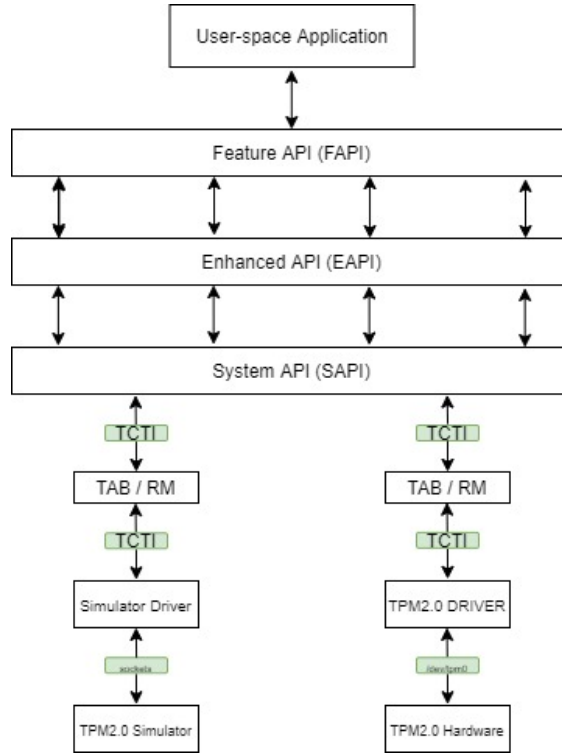 User-space Application
Feature API (FAPI)
Enhanced API (EAPI)
System API (SAPI)
TCTI TCTI
TAB / RM TAB / RM
TCTI TCTI
Simulator Driver TPM2.0 DRIVER
sockets /dev/tpm0
TPM2.0 Simulator TPM2.0 Hardware